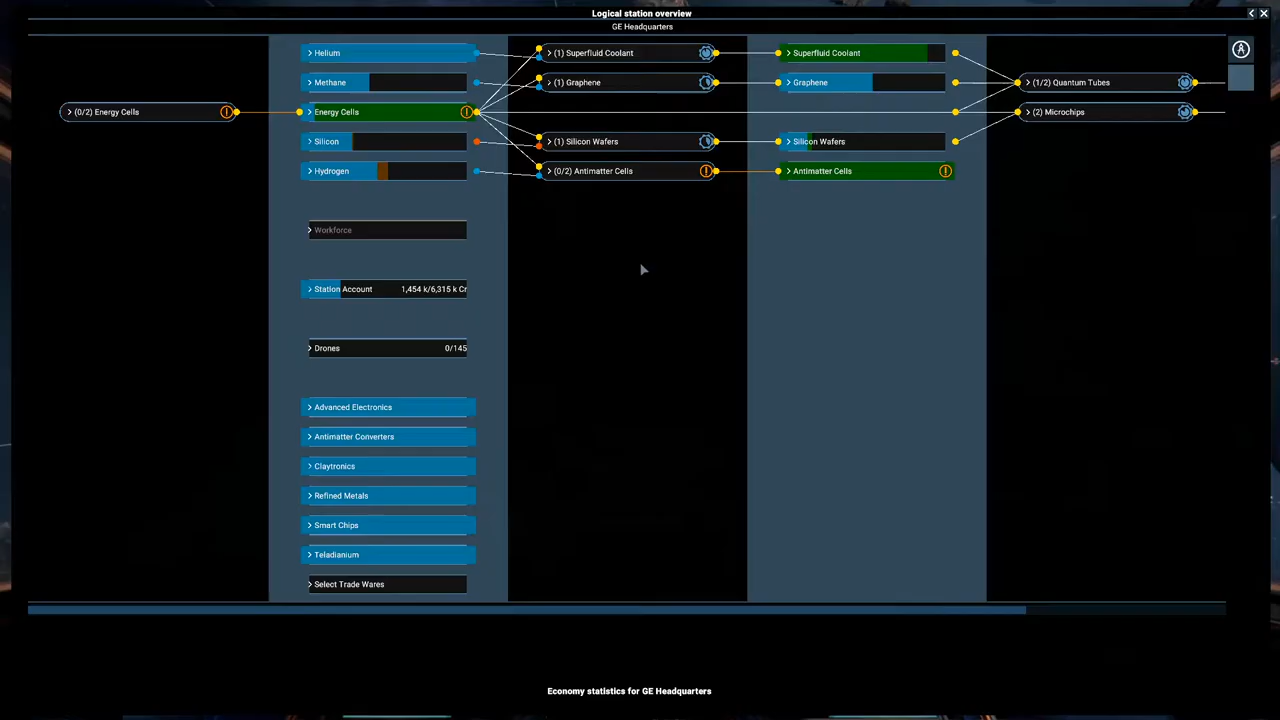 Logical station overview
GE Headquarters
Helium
(1) Superfluid Coolant
Superfluid Coolant
Methane
(1) Graphene
Graphene
(1/2) Quantum Tubes
(0/2) Energy Cells
Energy Cells
(2) Microchips
Silicon
(1) Silicon Wafers
Silicon Wafers
Hydrogen
(0/2) Antimatter Cells
Antimatter Cells
Workforce
Station Account 1,454 k/6,315 k Cr
Drones 0/145
Advanced Electronics
Antimatter Converters
Claytronics
Refined Metals
Smart Chips
Teladianium
Select Trade Wares
Economy statistics for GE Headquarters